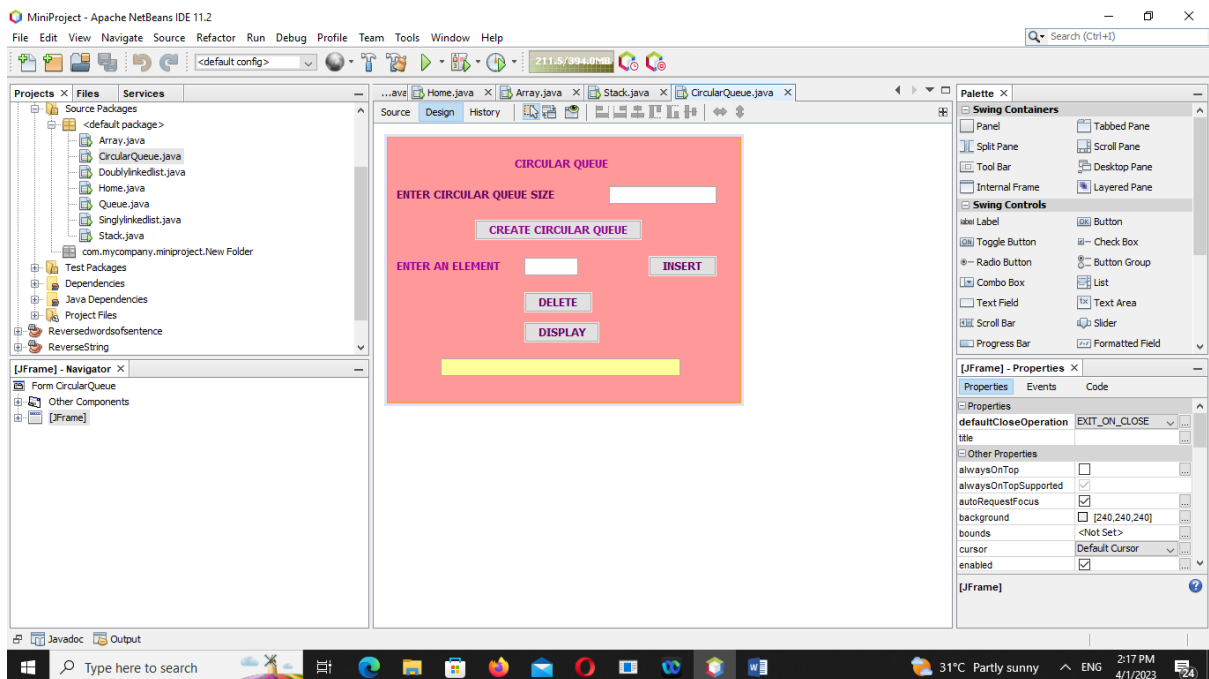 MiniProject - Apache NetBeans IDE 11.2
File Edit View Navigate Source Refactor Run Debug Profile Team Tools Window Help
Search (Ctrl+I)
<default config>
211.5/394.0MB
Projects Files Services
Source Packages
<default package>
Array.java
CircularQueue.java
Doublylinkedlist.java
Home.java
Queue.java
Singlylinkedlist.java
Stack.java
com.mycompany.miniproject.New Folder
Test Packages
Dependencies
Java Dependencies
Project Files
Reversedwordsofsentence
ReverseString
[JFrame] - Navigator
Form CircularQueue
Other Components
[JFrame]
...ava Home.java Array.java Stack.java CircularQueue.java
Source Design History
CIRCULAR QUEUE
ENTER CIRCULAR QUEUE SIZE
CREATE CIRCULAR QUEUE
ENTER AN ELEMENT INSERT
DELETE
DISPLAY
Palette
Swing Containers
Panel Tabbed Pane
Split Pane Scroll Pane
Tool Bar Desktop Pane
Internal Frame Layered Pane
Swing Controls
label Label OK Button
ON Toggle Button Check Box
Radio Button Button Group
Combo Box List
Text Field Text Area
Scroll Bar Slider
Progress Bar Formatted Field
[JFrame] - Properties
Properties Events Code
Properties
defaultCloseOperation EXIT_ON_CLOSE
title
Other Properties
alwaysOnTop
alwaysOnTopSupported
autoRequestFocus
background [240,240,240]
bounds <Not Set>
cursor Default Cursor
enabled
[JFrame]
Javadoc Output
Type here to search
31°C Partly sunny ENG 2:17 PM
4/1/2023
24